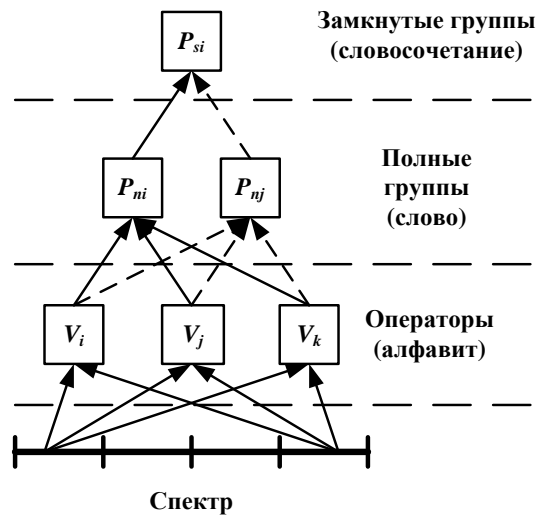 Замкнутые группы
(словосочетание)
P_si
Полные
группы
(слово)
P_ni
P_nj
Операторы
(алфавит)
V_i
V_j
V_k
Спектр